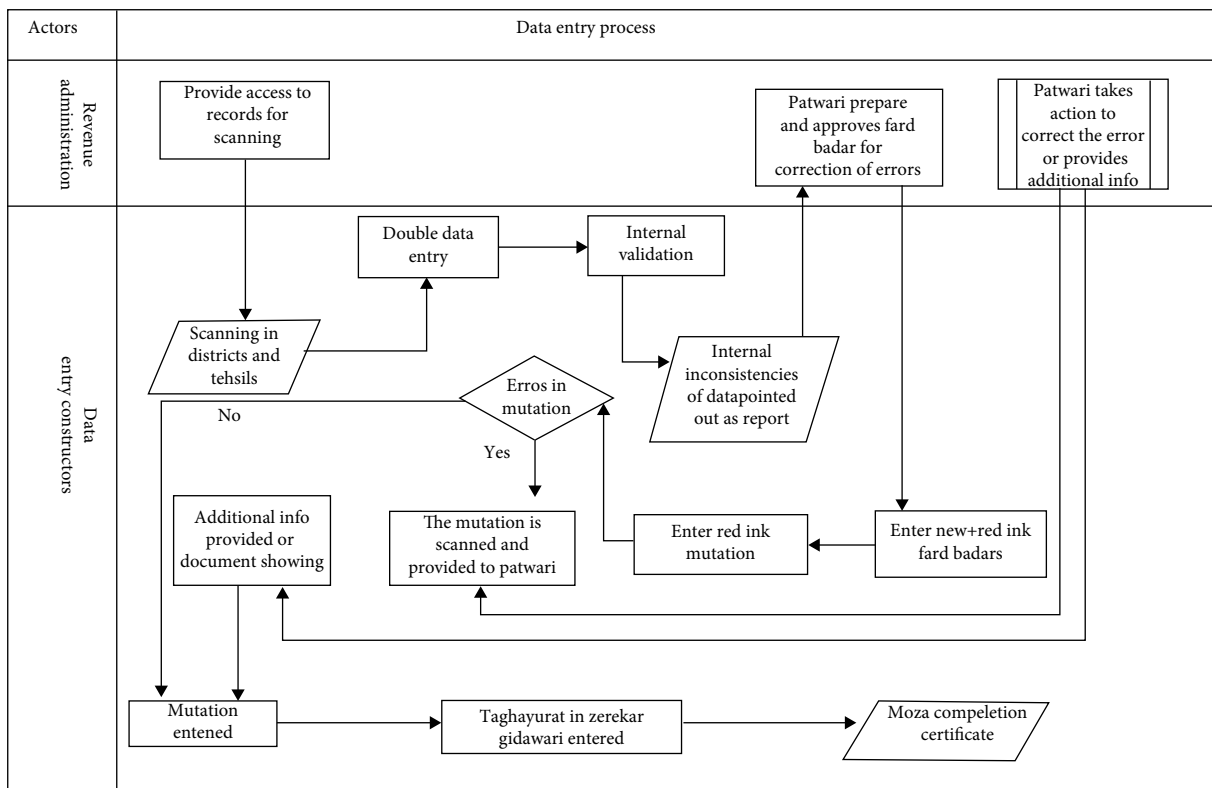 Actors
Data entry process
Revenue
administration
Provide access to
records for
scanning
Patwari prepare
and approves fard
badar for
correction of errors
Patwari takes
action to
correct the error
or provides
additional info
Data
entry constructors
Double data
entry
Internal
validation
Scanning in
districts and
tehsils
Internal
inconsistencies
of datapointed
out as report
Erros in
mutation
No
Yes
Additional info
provided or
document showing
The mutation is
scanned and
provided to patwari
Enter red ink
mutation
Enter new+red ink
fard badars
Mutation
entened
Taghayurat in zerekar
gidawari entered
Moza compeletion
certificate